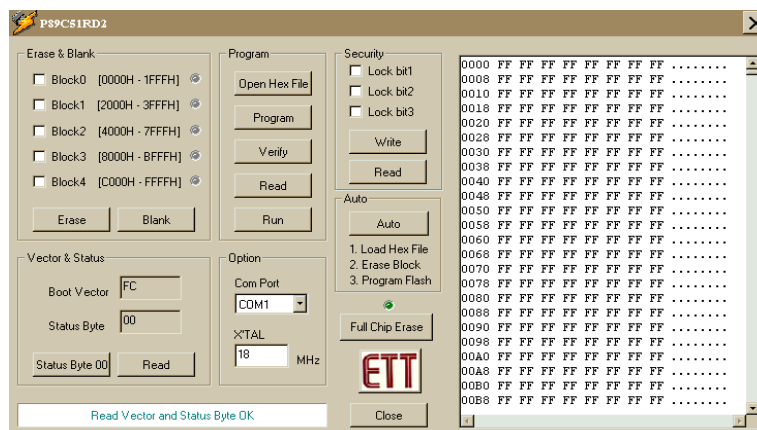 P89C51RD2
Erase & Blank
Block0 [0000H - 1FFFH]
Block1 [2000H - 3FFFH]
Block2 [4000H - 7FFFH]
Block3 [8000H - BFFFH]
Block4 [C000H - FFFFH]
Erase Blank
Program
Open Hex File
Program
Verify
Read
Run
Security
Lock bit1
Lock bit2
Lock bit3
Write
Read
Auto
Auto
1. Load Hex File
2. Erase Block
3. Program Flash
Full Chip Erase
ETT
Close
Vector & Status
Boot Vector FC
Status Byte 00
Status Byte 00 Read
Option
Com Port
COM1
X'TAL
18 MHz
Read Vector and Status Byte OK
0000 FF FF FF FF FF FF FF FF ........
0008 FF FF FF FF FF FF FF FF ........
0010 FF FF FF FF FF FF FF FF ........
0018 FF FF FF FF FF FF FF FF ........
0020 FF FF FF FF FF FF FF FF ........
0028 FF FF FF FF FF FF FF FF ........
0030 FF FF FF FF FF FF FF FF ........
0038 FF FF FF FF FF FF FF FF ........
0040 FF FF FF FF FF FF FF FF ........
0048 FF FF FF FF FF FF FF FF ........
0050 FF FF FF FF FF FF FF FF ........
0058 FF FF FF FF FF FF FF FF ........
0060 FF FF FF FF FF FF FF FF ........
0068 FF FF FF FF FF FF FF FF ........
0070 FF FF FF FF FF FF FF FF ........
0078 FF FF FF FF FF FF FF FF ........
0080 FF FF FF FF FF FF FF FF ........
0088 FF FF FF FF FF FF FF FF ........
0090 FF FF FF FF FF FF FF FF ........
0098 FF FF FF FF FF FF FF FF ........
00A0 FF FF FF FF FF FF FF FF ........
00A8 FF FF FF FF FF FF FF FF ........
00B0 FF FF FF FF FF FF FF FF ........
00B8 FF FF FF FF FF FF FF FF ........